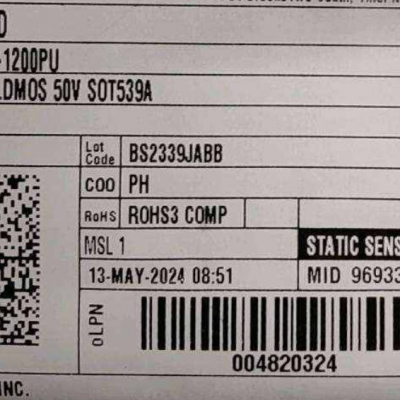 -1200PU
LDMOS 50V SOT539A
Lot Code BS2339JABB
COO PH
RoHS ROHS3 COMP
MSL 1 STATIC SENS
13-MAY-2024 08:51 MID 96933
oLPN
004820324
INC.